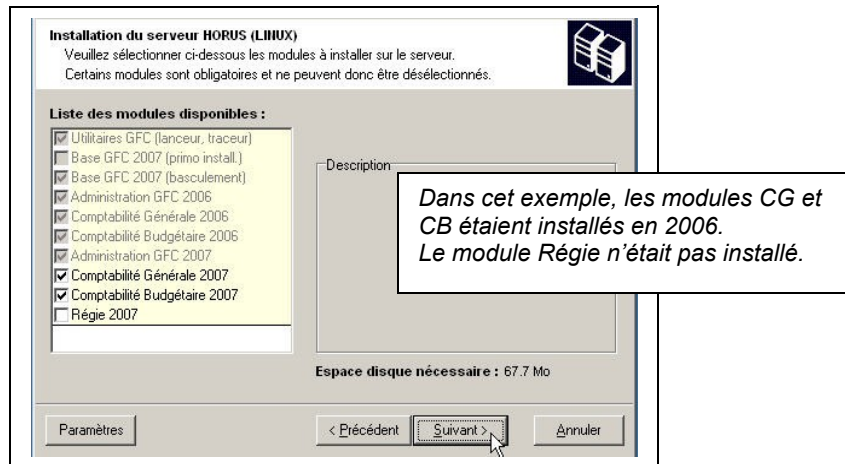 Installation du serveur HORUS (LINUX)
Veuillez sélectionner ci-dessous les modules à installer sur le serveur.
Certains modules sont obligatoires et ne peuvent donc être désélectionnés.
Liste des modules disponibles :
Utilitaires GFC (lanceur, traceur)
Base GFC 2007 (primo install.)
Base GFC 2007 (basculement)
Administration GFC 2006
Comptabilité Générale 2006
Comptabilité Budgétaire 2006
Administration GFC 2007
Comptabilité Générale 2007
Comptabilité Budgétaire 2007
Régie 2007
Description
Dans cet exemple, les modules CG et
CB étaient installés en 2006.
Le module Régie n’était pas installé.
Espace disque nécessaire : 67.7 Mo
Paramètres
< Précédent
Suivant >
Annuler